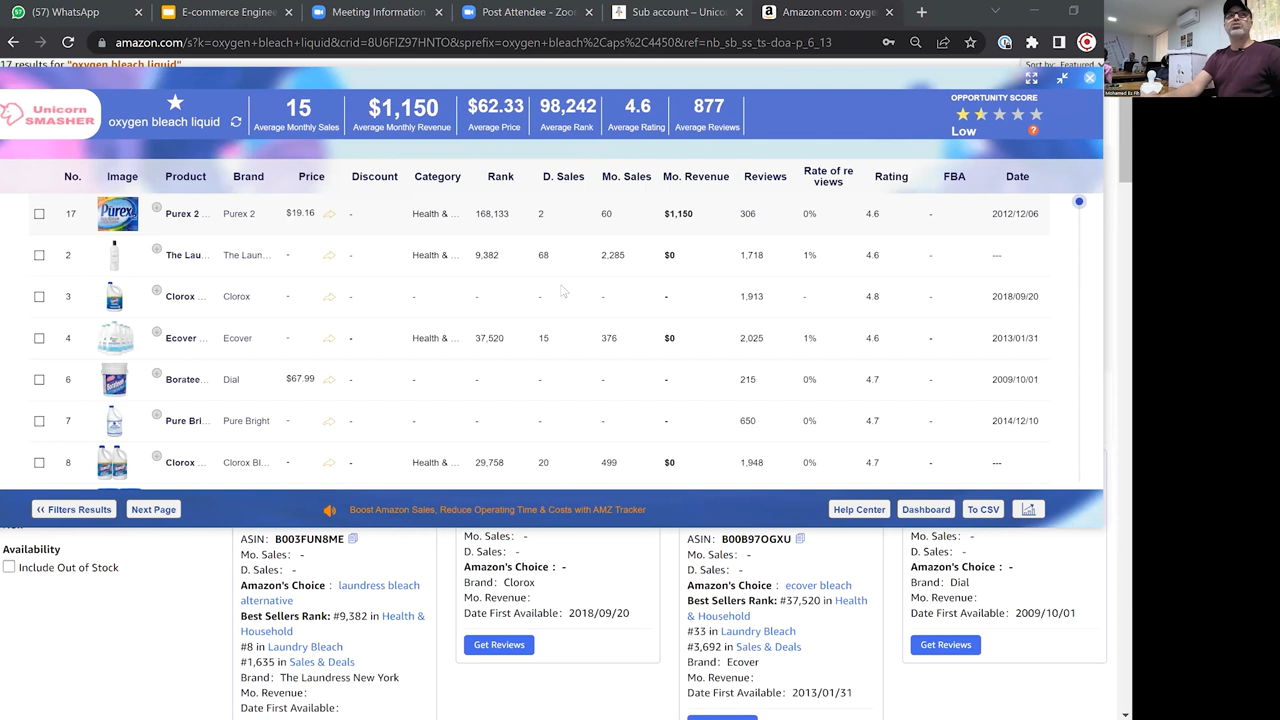 (57) WhatsApp
E-commerce Engine
Meeting Information
Post Attendee - Zoo
Sub account – Unico
Amazon.com : oxyge
amazon.com/s?k=oxygen+bleach+liquid&crid=8U6FIZ97HNTO&sprefix=oxygen+bleach%2Caps%2C4450&ref=nb_sb_ss_ts-doa-p_6_13
17 results for "oxygen bleach liquid"
Sort by: Featured
Unicorn
SMASHER
oxygen bleach liquid
15
Average Monthly Sales
$1,150
Average Monthly Revenue
$62.33
Average Price
98,242
Average Rank
4.6
Average Rating
877
Average Reviews
OPPORTUNITY SCORE
Low
?
No. Image Product Brand Price Discount Category Rank D. Sales Mo. Sales Mo. Revenue Reviews Rate of re views Rating FBA Date
17 Purex 2 ... Purex 2 $19.16 - Health & ... 168,133 2 60 $1,150 306 0% 4.6 - 2012/12/06
2 The Lau... The Laun... - - Health & ... 9,382 68 2,285 $0 1,718 1% 4.6 - ---
3 Clorox ... Clorox - - - - - - - 1,913 - 4.8 - 2018/09/20
4 Ecover ... Ecover - - Health & ... 37,520 15 376 $0 2,025 1% 4.6 - 2013/01/31
6 Boratee... Dial $67.99 - - - - - - 215 0% 4.7 - 2009/10/01
7 Pure Bri... Pure Bright - - - - - - - 650 0% 4.7 - 2014/12/10
8 Clorox ... Clorox Bl... - - Health & ... 29,758 20 499 $0 1,948 0% 4.7 - ---
Filters Results
Next Page
Boost Amazon Sales, Reduce Operating Time & Costs with AMZ Tracker
Help Center
Dashboard
To CSV
Availability
Include Out of Stock
ASIN: B003FUN8ME
Mo. Sales: -
D. Sales: -
Amazon's Choice : laundress bleach
alternative
Best Sellers Rank: #9,382 in Health &
Household
#8 in Laundry Bleach
#1,635 in Sales & Deals
Brand: The Laundress New York
Mo. Revenue:
Date First Available:
Mo. Sales: -
D. Sales: -
Amazon's Choice : -
Brand: Clorox
Mo. Revenue:
Date First Available: 2018/09/20
Get Reviews
ASIN: B00B97OGXU
Mo. Sales: -
D. Sales: -
Amazon's Choice : ecover bleach
Best Sellers Rank: #37,520 in Health
& Household
#33 in Laundry Bleach
#3,692 in Sales & Deals
Brand: Ecover
Mo. Revenue:
Date First Available: 2013/01/31
Mo. Sales: -
D. Sales: -
Amazon's Choice : -
Brand: Dial
Mo. Revenue:
Date First Available: 2009/10/01
Get Reviews